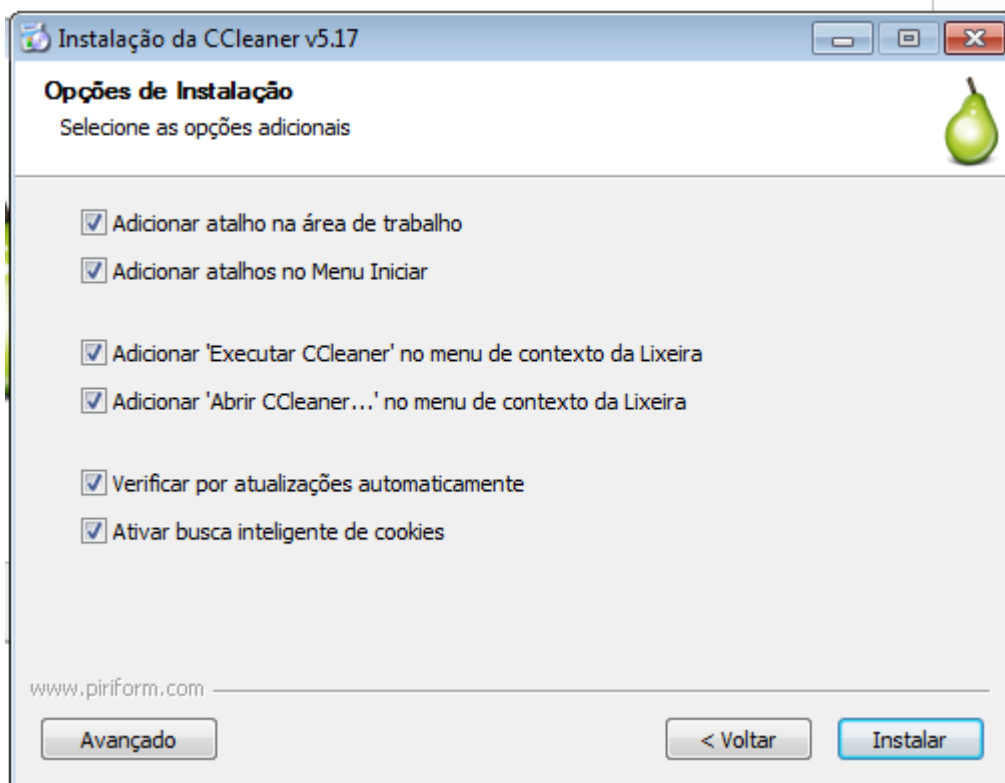 Instalação da CCleaner v5.17
Opções de Instalação
Selecione as opções adicionais
Adicionar atalho na área de trabalho
Adicionar atalhos no Menu Iniciar
Adicionar 'Executar CCleaner' no menu de contexto da Lixeira
Adicionar 'Abrir CCleaner...' no menu de contexto da Lixeira
Verificar por atualizações automaticamente
Ativar busca inteligente de cookies
www.piriform.com
Avançado
< Voltar
Instalar